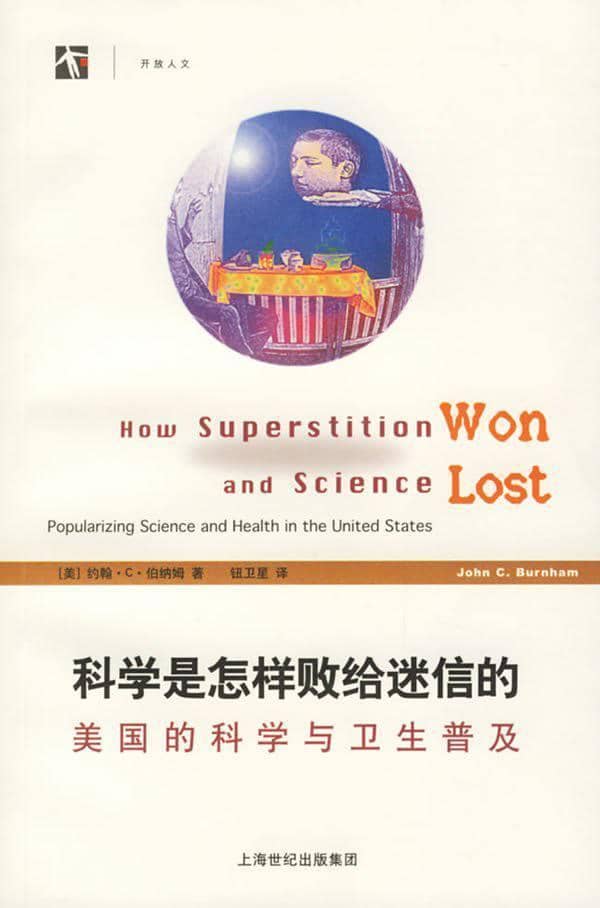 开放人文
How Superstition Won
and Science Lost
Popularizing Science and Health in the United States
[美] 约翰·C·伯纳姆 著 钮卫星 译 John C. Burnham
科学是怎样败给迷信的
美国的科学与卫生普及
上海世纪出版集团